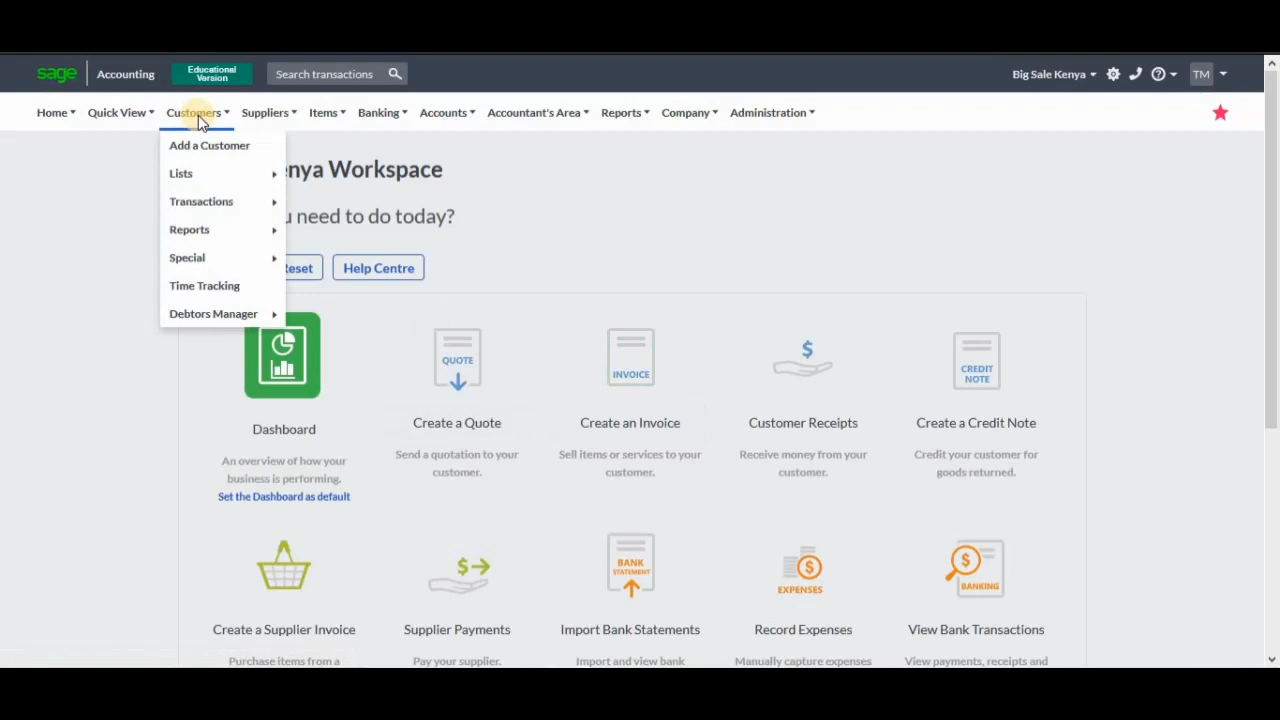 sage Accounting Educational Version Search transactions Big Sale Kenya TM
Home Quick View Customers Suppliers Items Banking Accounts Accountant's Area Reports Company Administration
Add a Customer
Lists
Transactions
Reports
Special
Time Tracking
Debtors Manager
enya Workspace
u need to do today?
Reset Help Centre
QUOTE
INVOICE
CREDIT NOTE
Dashboard
An overview of how your
business is performing.
Set the Dashboard as default
Create a Quote
Send a quotation to your
customer.
Create an Invoice
Sell items or services to your
customer.
Customer Receipts
Receive money from your
customer.
Create a Credit Note
Credit your customer for
goods returned.
BANK STATEMENT
EXPENSES
BANKING
Create a Supplier Invoice
Purchase items from a
Supplier Payments
Pay your supplier.
Import Bank Statements
Import and view bank
Record Expenses
Manually capture expenses
View Bank Transactions
View payments, receipts and